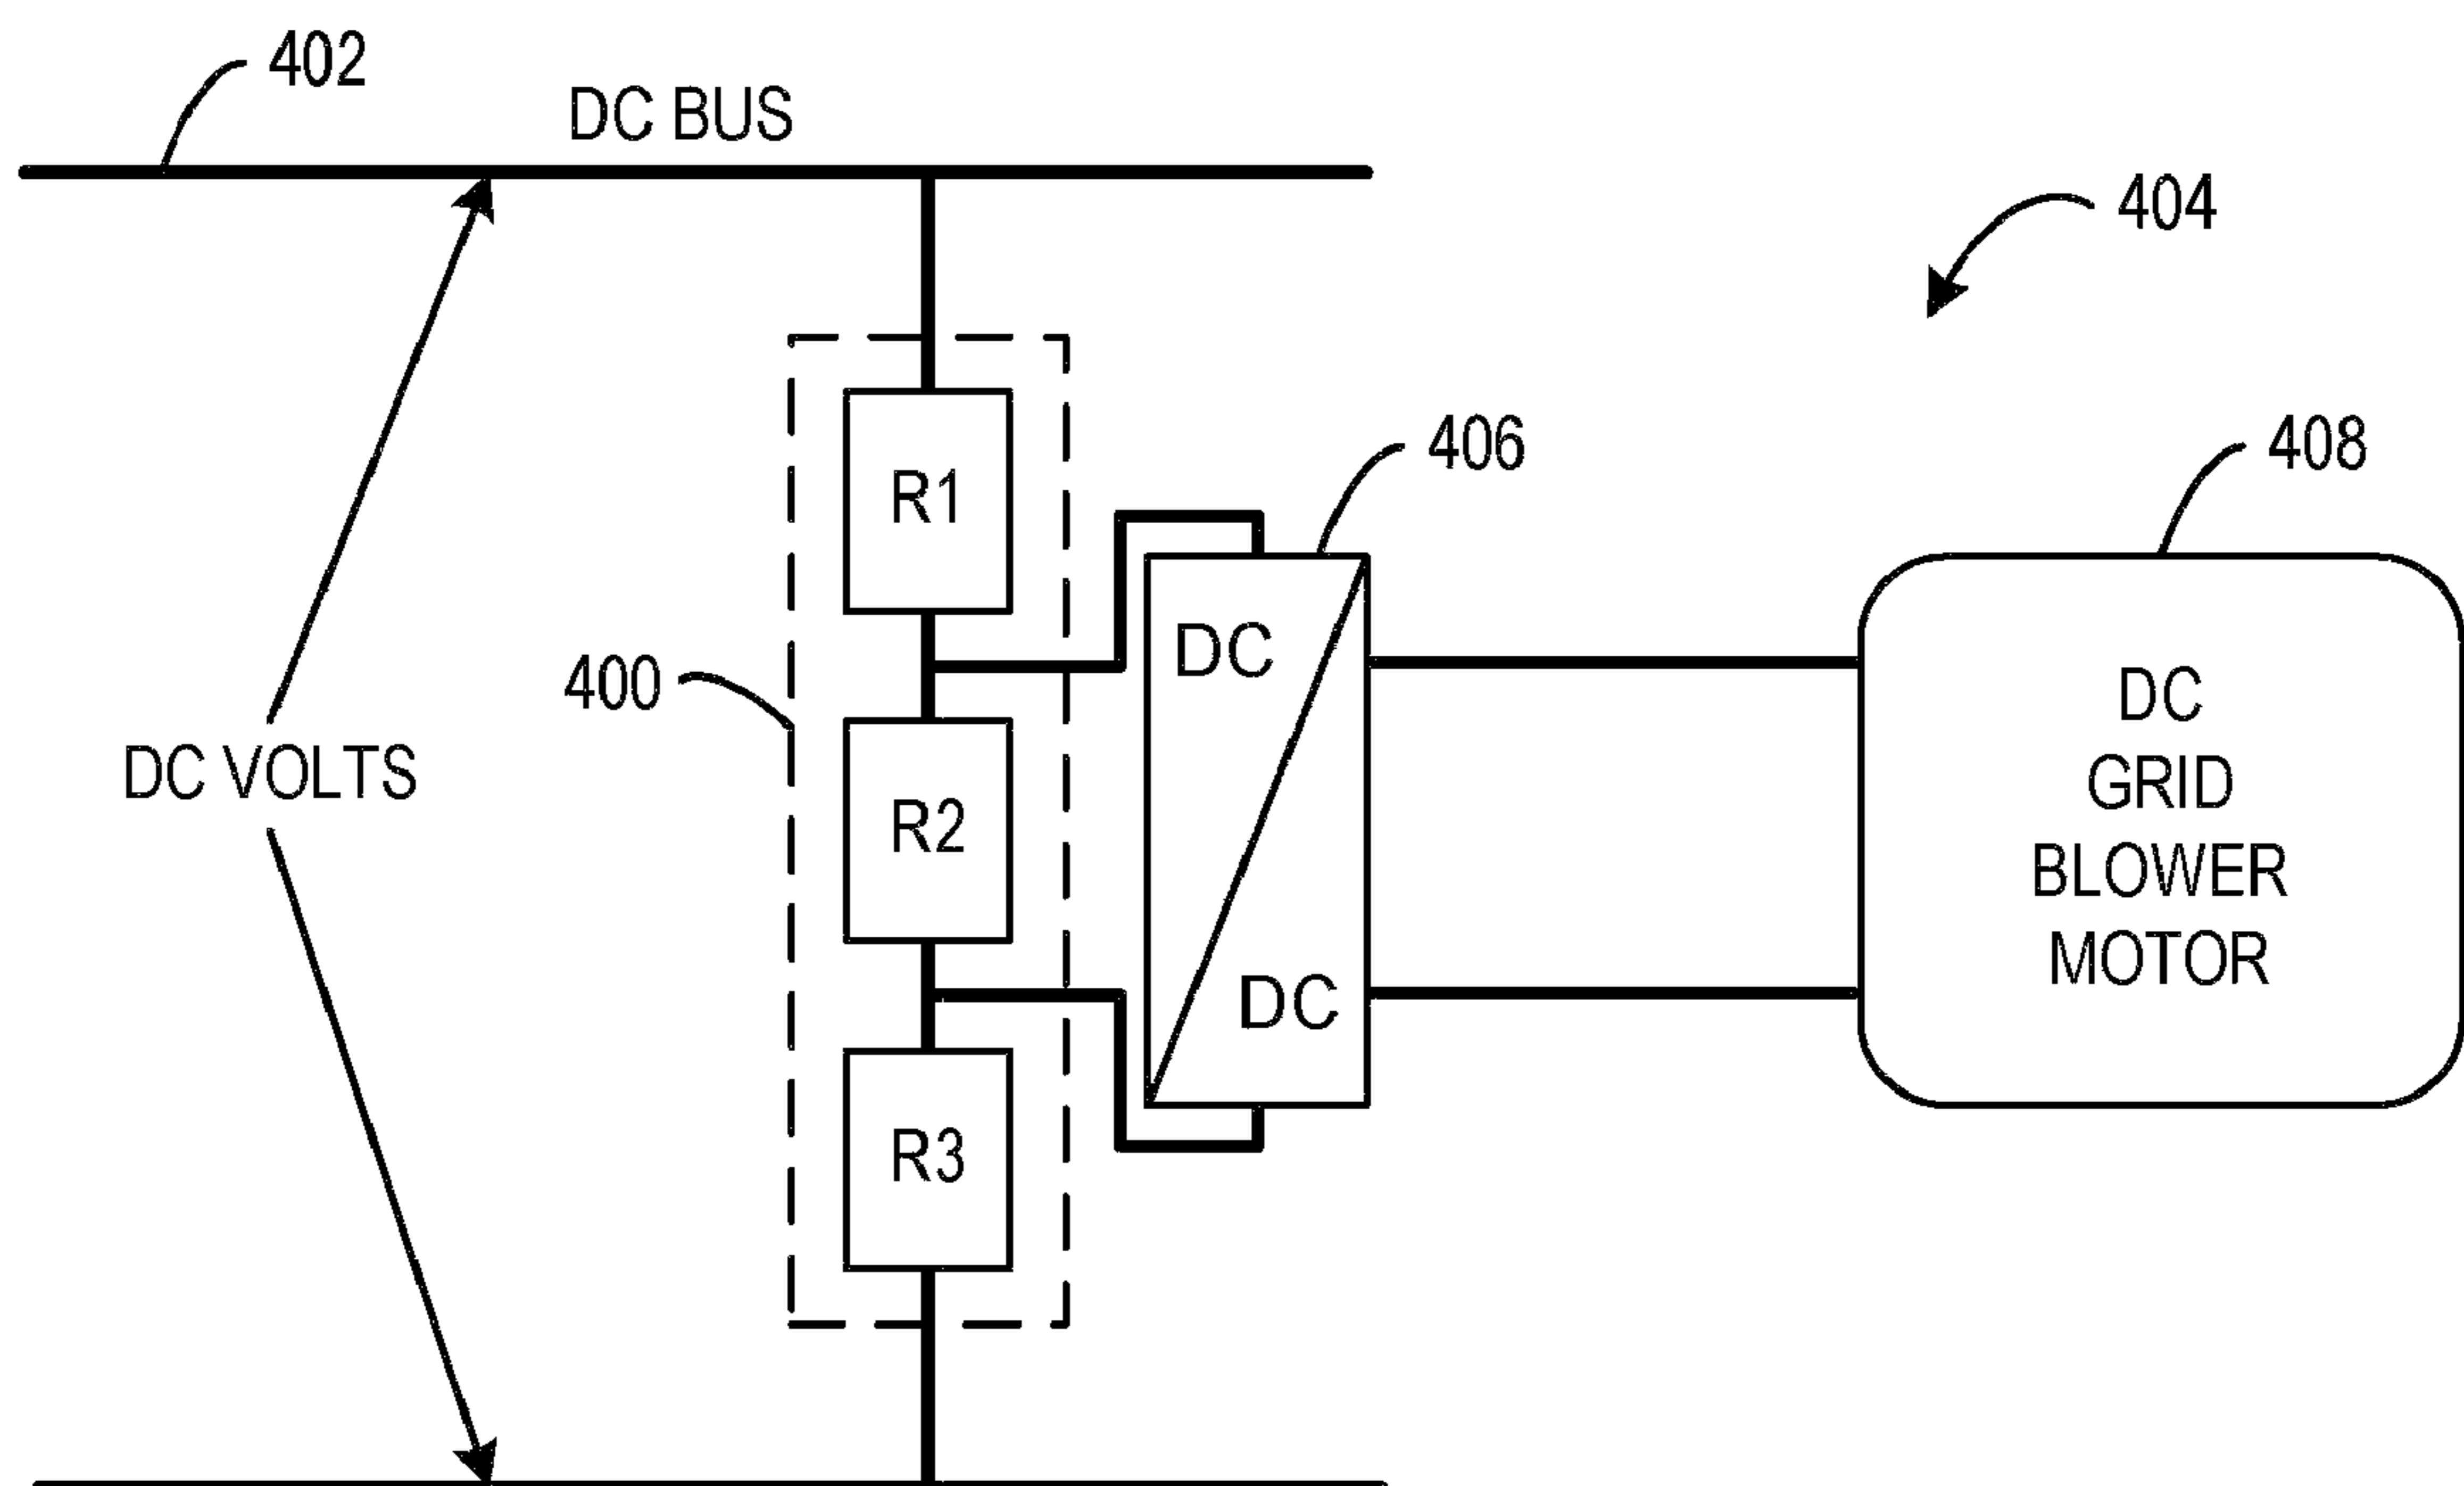 402
DC BUS
404
406
408
R1
DC
400
DC
GRID
BLOWER
MOTOR
DC VOLTS
R2
DC
R3